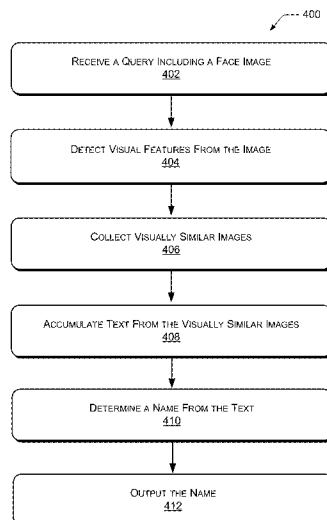 400
RECEIVE A QUERY INCLUDING A FACE IMAGE
402
DETECT VISUAL FEATURES FROM THE IMAGE
404
COLLECT VISUALLY SIMILAR IMAGES
406
ACCUMULATE TEXT FROM THE VISUALLY SIMILAR IMAGES
408
DETERMINE A NAME FROM THE TEXT
410
OUTPUT THE NAME
412